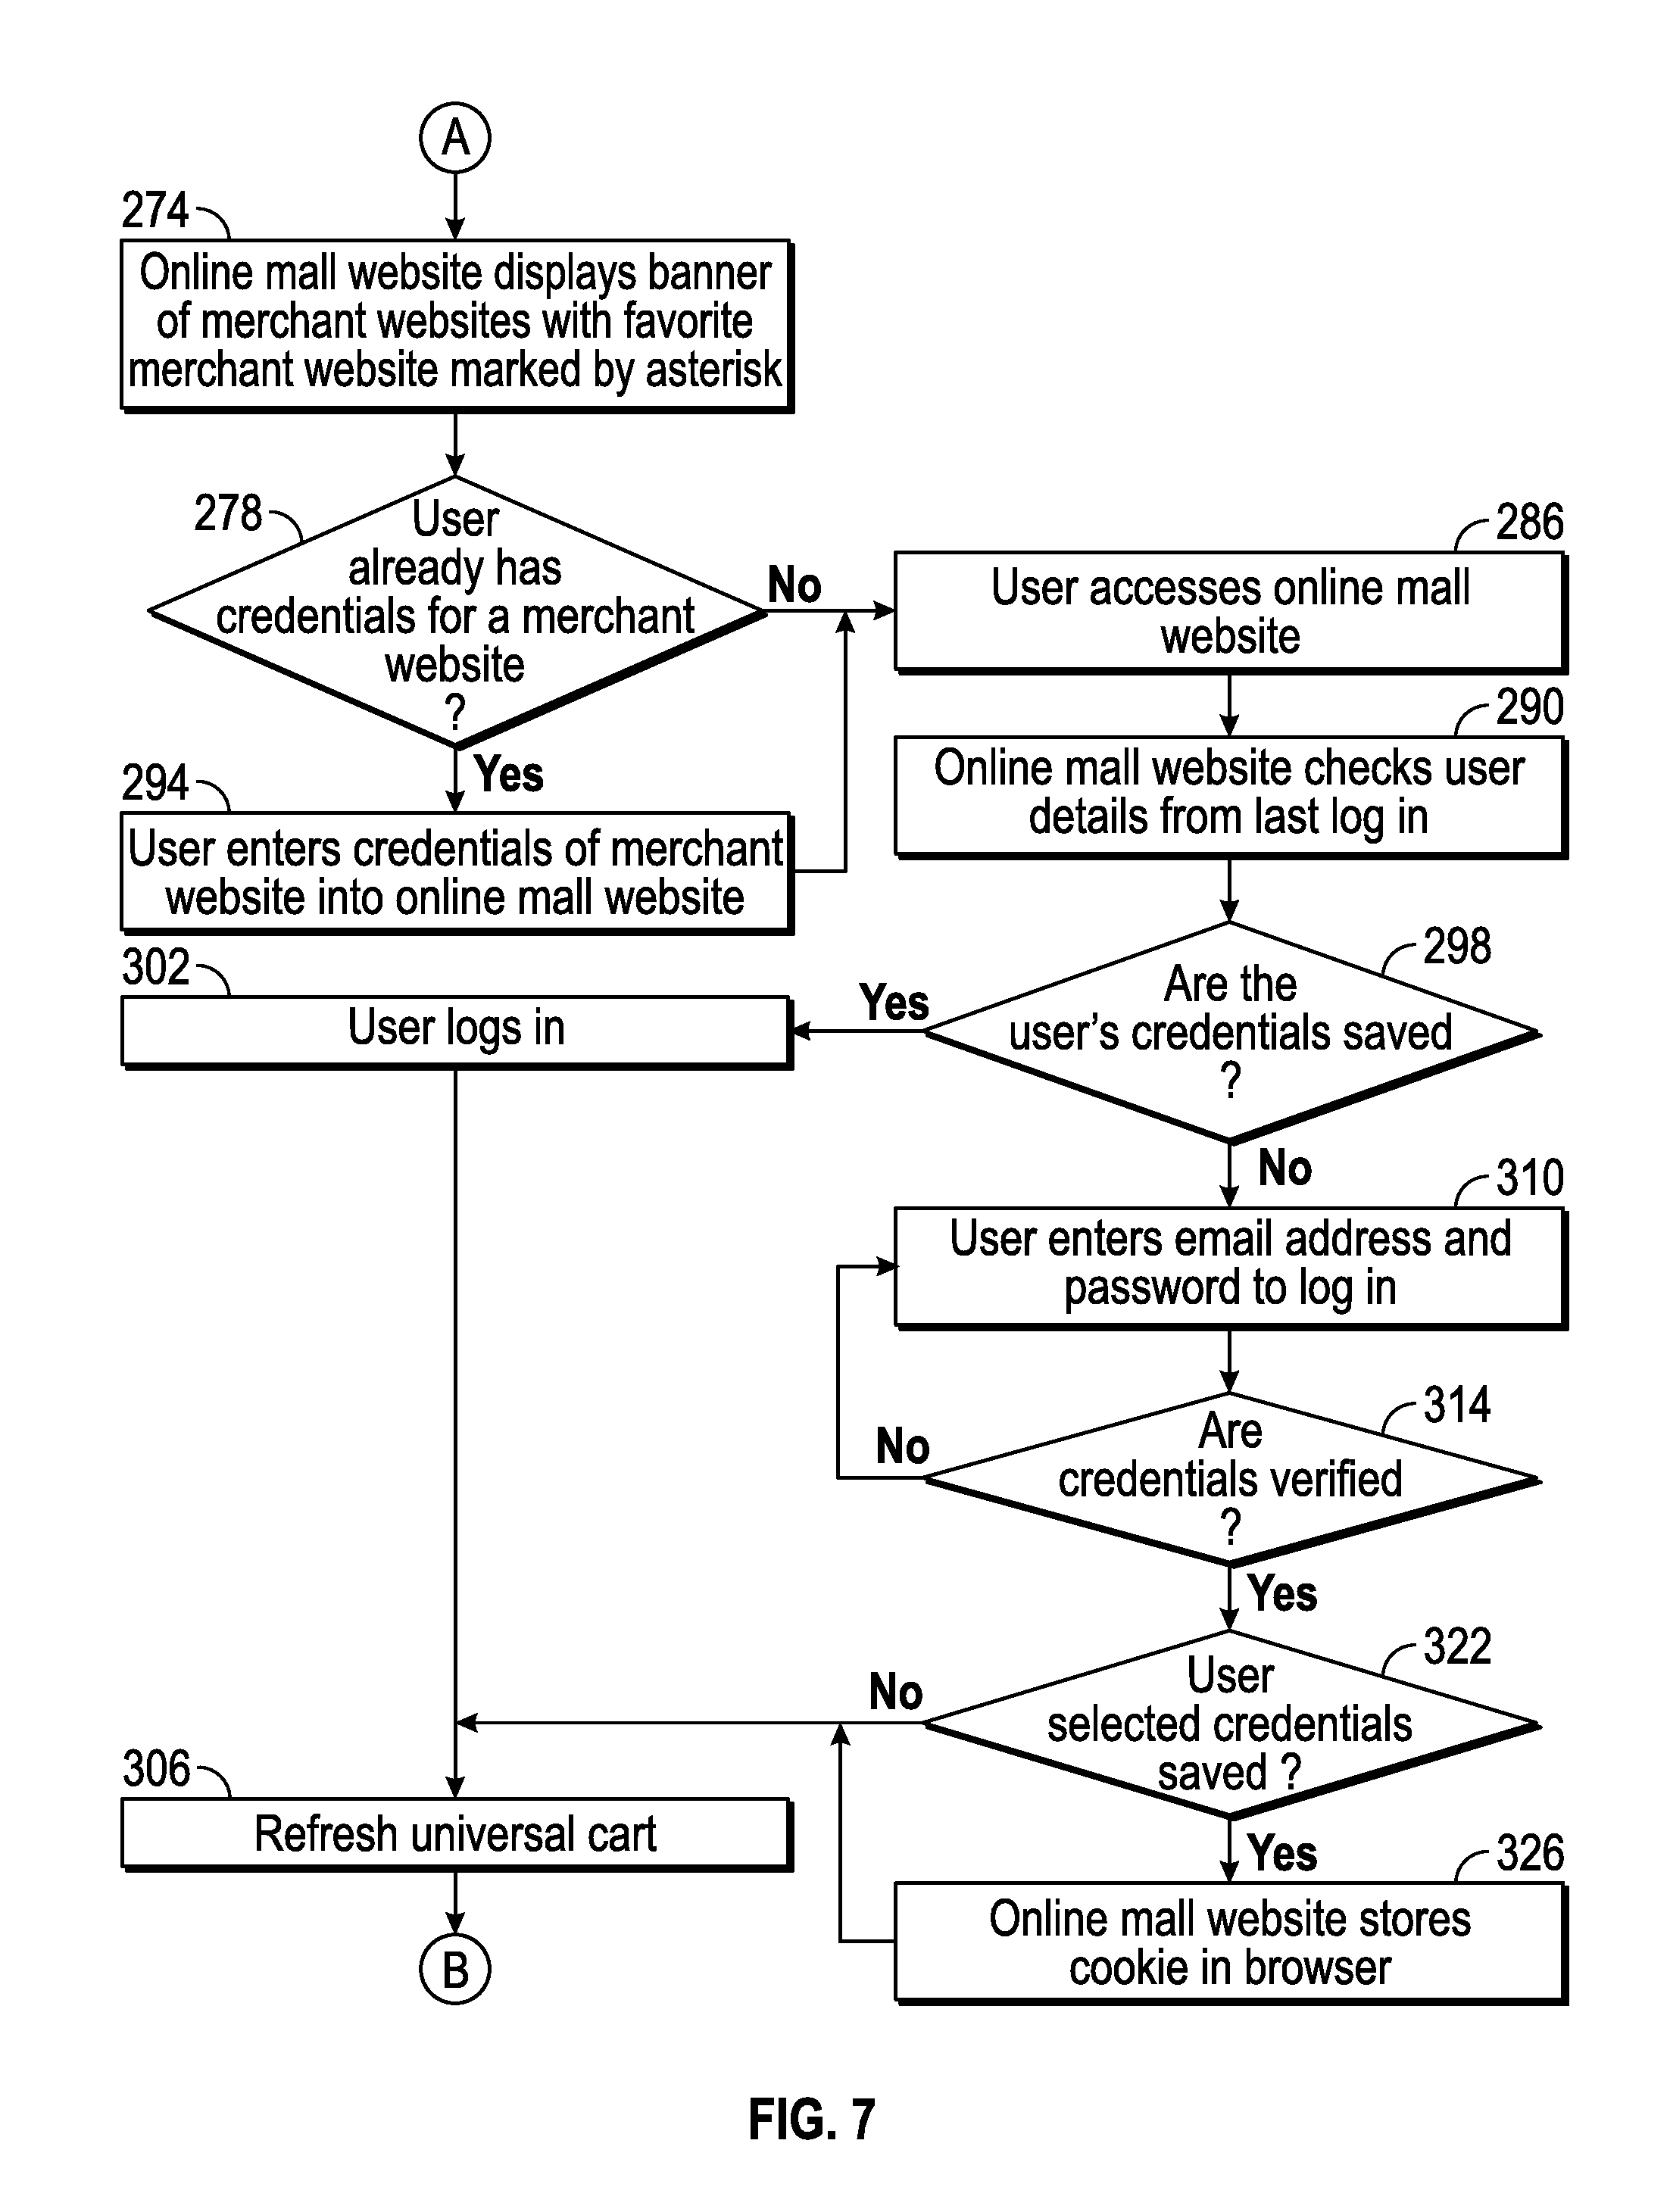 A
274
Online mall website displays banner
of merchant websites with favorite
merchant website marked by asterisk
278
User
already has
credentials for a merchant
website
?
No
Yes
286
User accesses online mall
website
290
Online mall website checks user
details from last log in
294
User enters credentials of merchant
website into online mall website
298
Are the
user's credentials saved
?
Yes
No
302
User logs in
310
User enters email address and
password to log in
314
Are
credentials verified
?
No
Yes
322
User
selected credentials
saved ?
No
Yes
306
Refresh universal cart
326
Online mall website stores
cookie in browser
B
FIG. 7